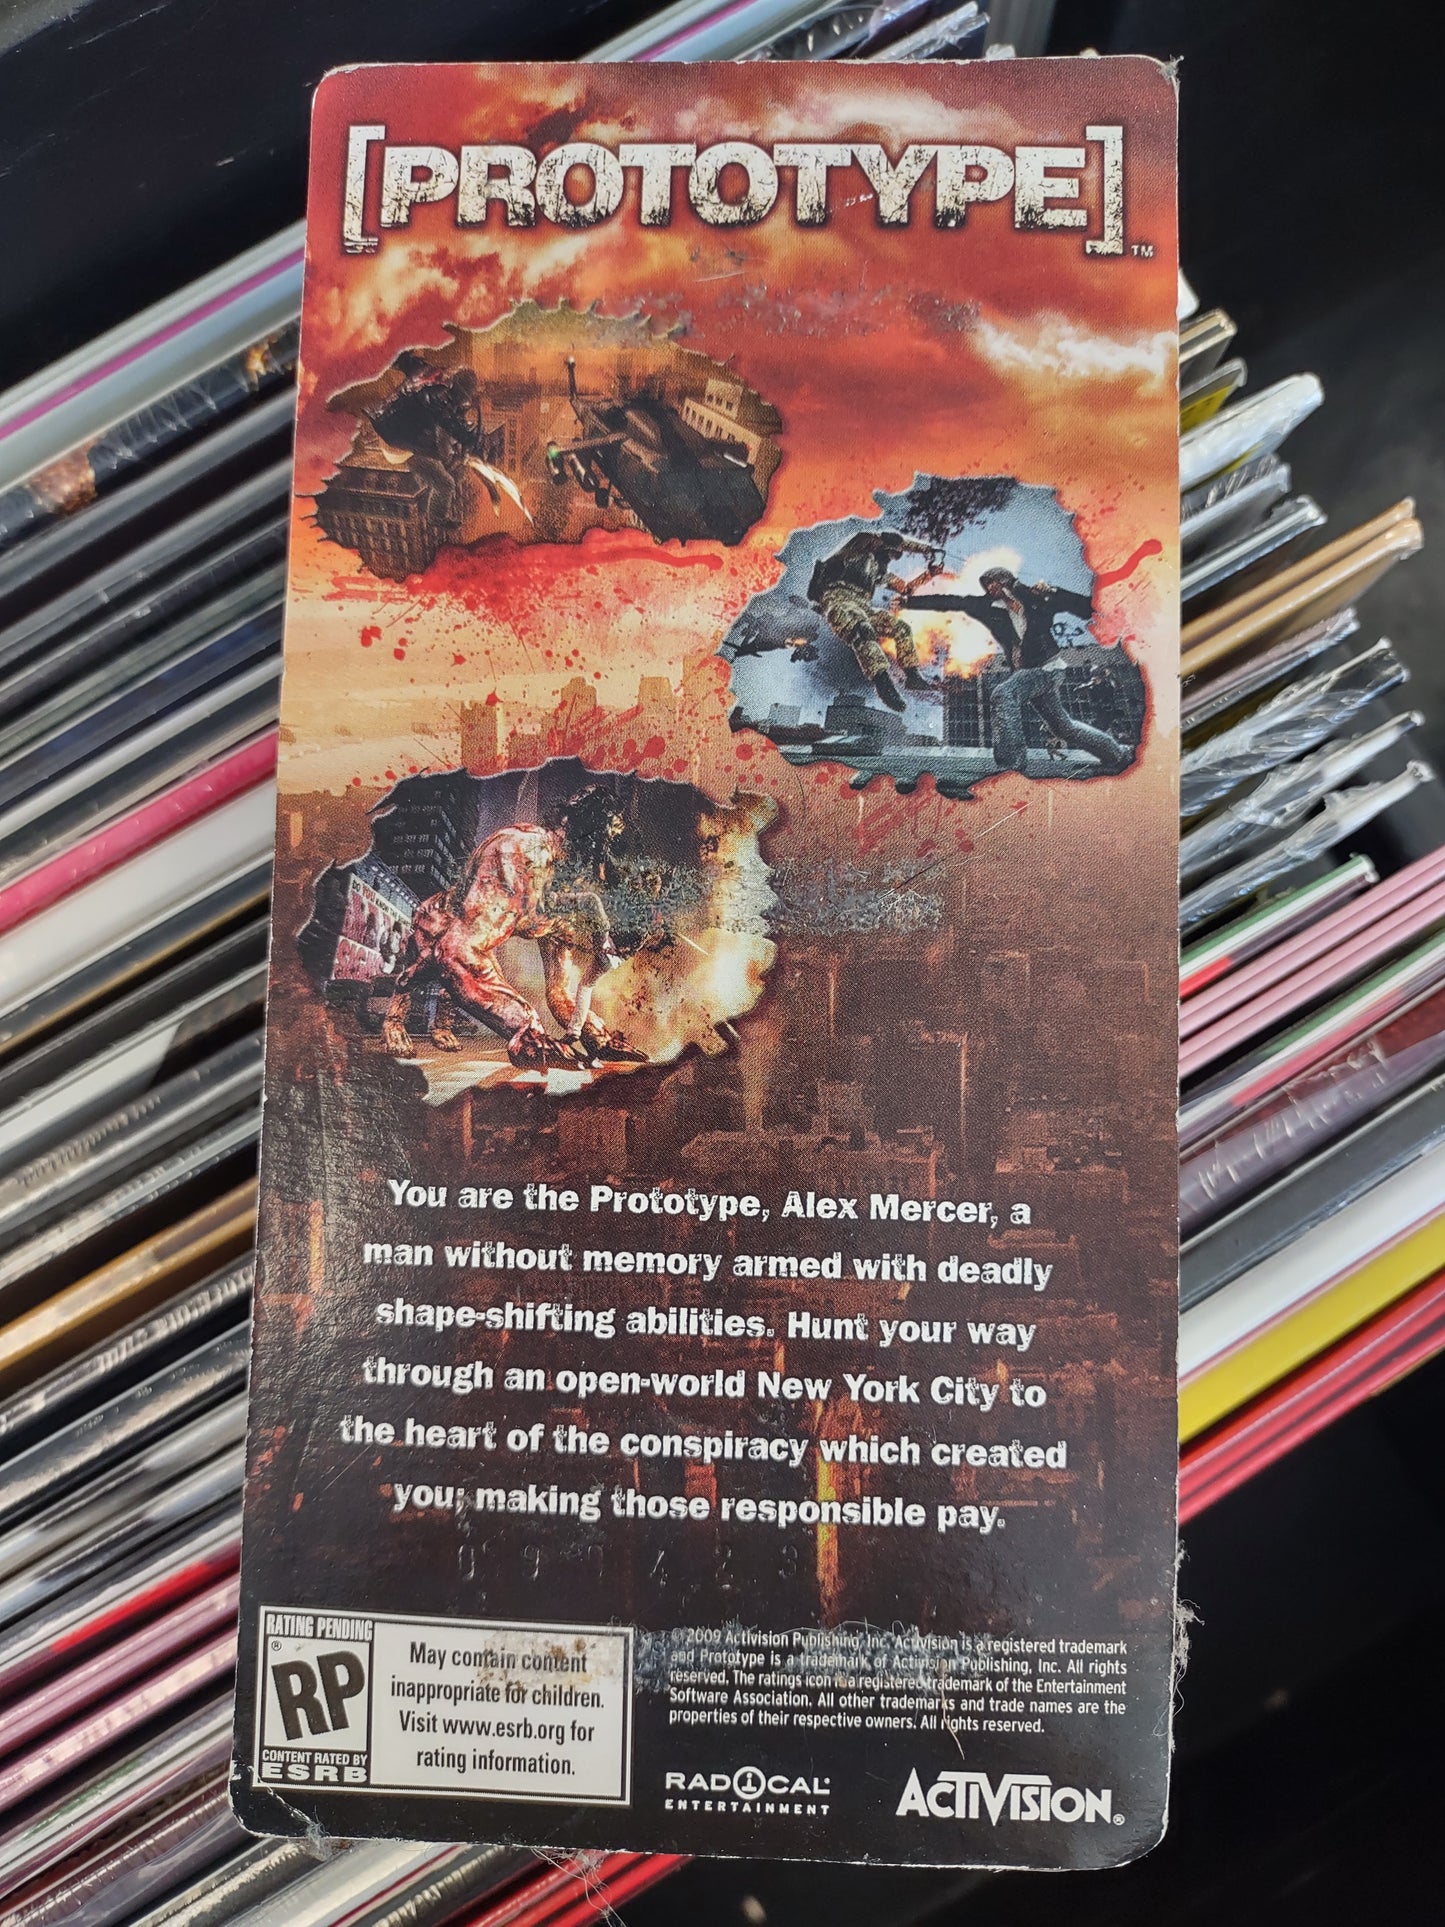 [PROTOTYPE]™
You are the Prototype, Alex Mercer, a
man without memory armed with deadly
shape-shifting abilities. Hunt your way
through an open-world New York City to
the heart of the conspiracy which created
you; making those responsible pay.
RATING PENDING
RP®
CONTENT RATED BY
ESRB
May contain content
inappropriate for children.
Visit www.esrb.org for
rating information.
© 2009 Activision Publishing, Inc. Activision is a registered trademark
and Prototype is a trademark of Activision Publishing, Inc. All rights
reserved. The ratings icon is a registered trademark of the Entertainment
Software Association. All other trademarks and trade names are the
properties of their respective owners. All rights reserved.
RADICAL
ENTERTAINMENT
ACTIVISION®